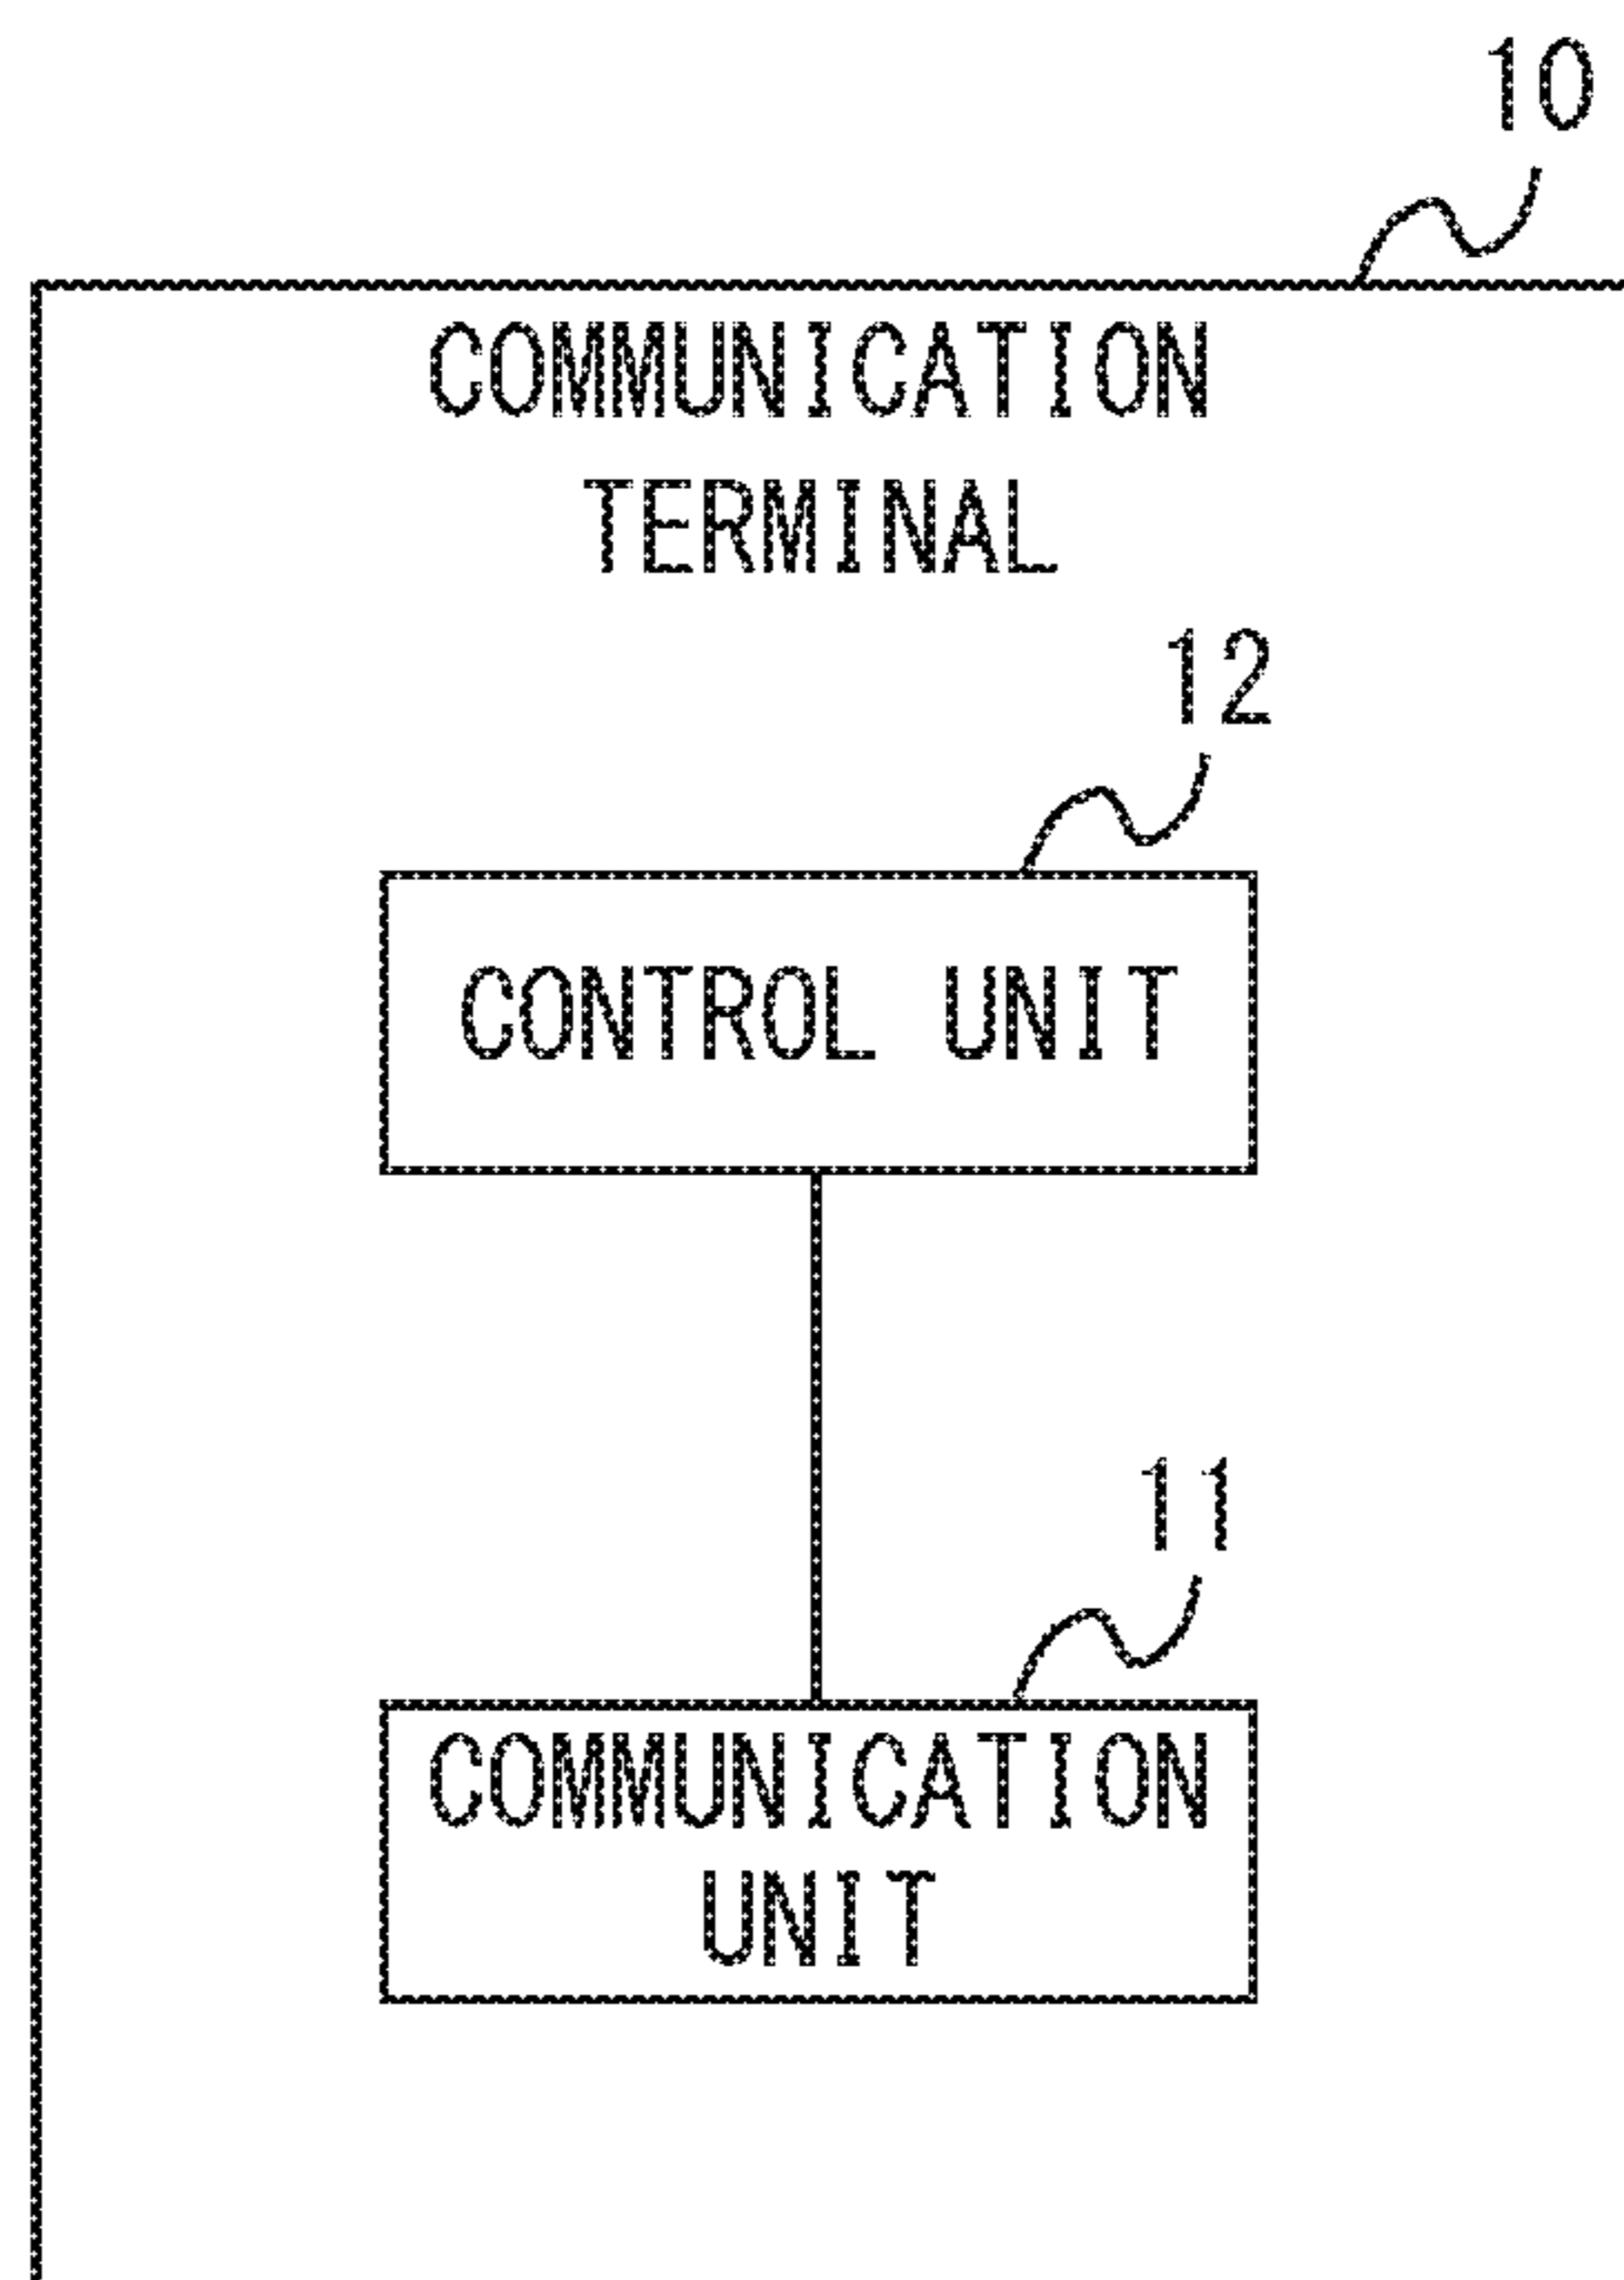 10
COMMUNICATION
TERMINAL
12
CONTROL UNIT
11
COMMUNICATION
UNIT